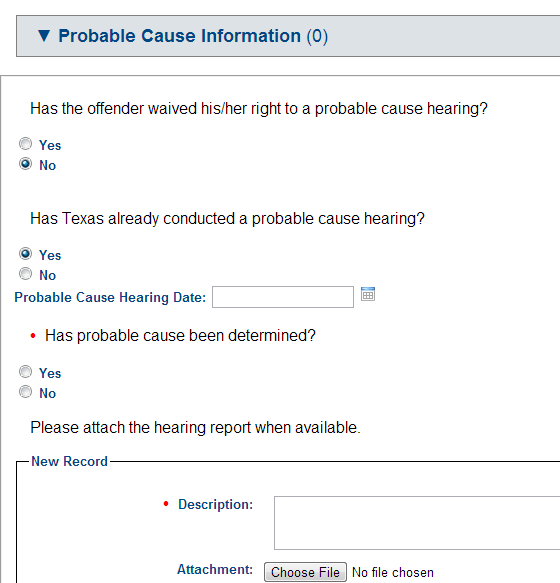 ▼ Probable Cause Information (0)
Has the offender waived his/her right to a probable cause hearing?
Yes
No
Has Texas already conducted a probable cause hearing?
Yes
No
Probable Cause Hearing Date:
• Has probable cause been determined?
Yes
No
Please attach the hearing report when available.
New Record
• Description:
Attachment: Choose File No file chosen